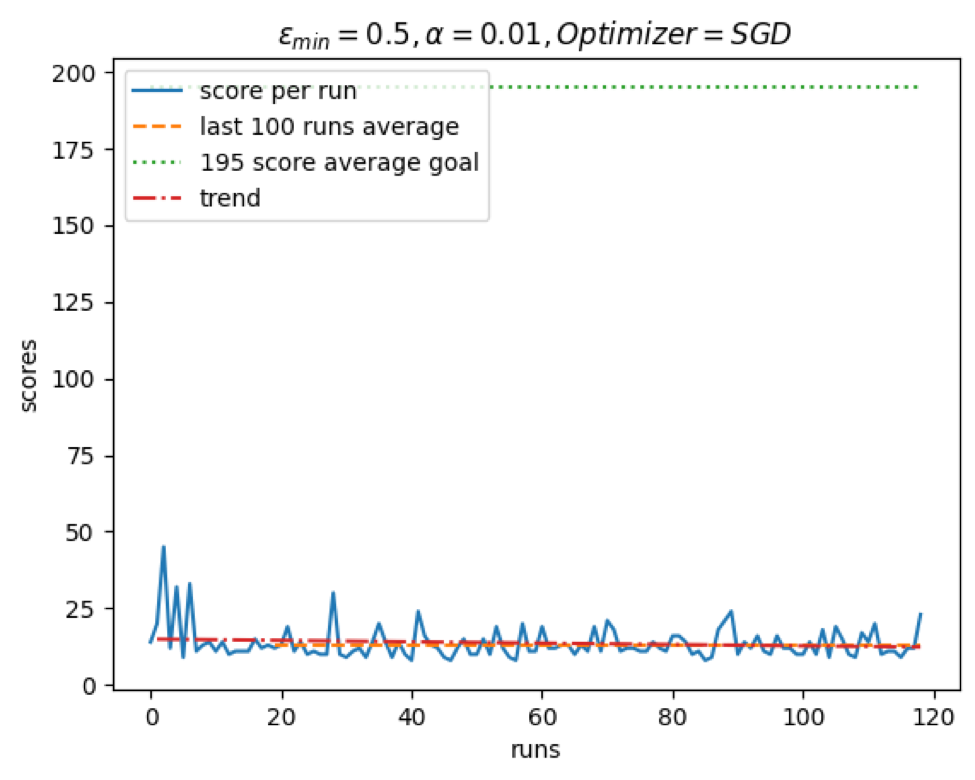 ε_min = 0.5, α = 0.01, Optimizer = SGD
200
175
150
125
100
75
50
25
0
scores
score per run
last 100 runs average
195 score average goal
trend
0 20 40 60 80 100 120
runs